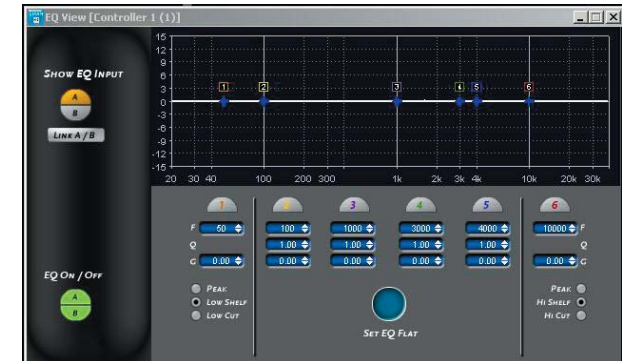 EQ View [Controller 1 (1)]
SHOW EQ INPUT
A
B
LINK A / B
EQ ON / OFF
A
B
15
12
9
6
3
0
-3
-6
-9
-12
-15
1 2 3 4 5 6
20 30 40 100 200 300 1k 2k 3k 4k 10k 20k 30k
1 2 3 4 5 6
F 50 100 1000 3000 4000 10000 F
Q 1.00 1.00 1.00 1.00 Q
G 0.00 0.00 0.00 0.00 0.00 0.00 G
PEAK
LOW SHELF
LOW CUT
SET EQ FLAT
PEAK
HI SHELF
HI CUT